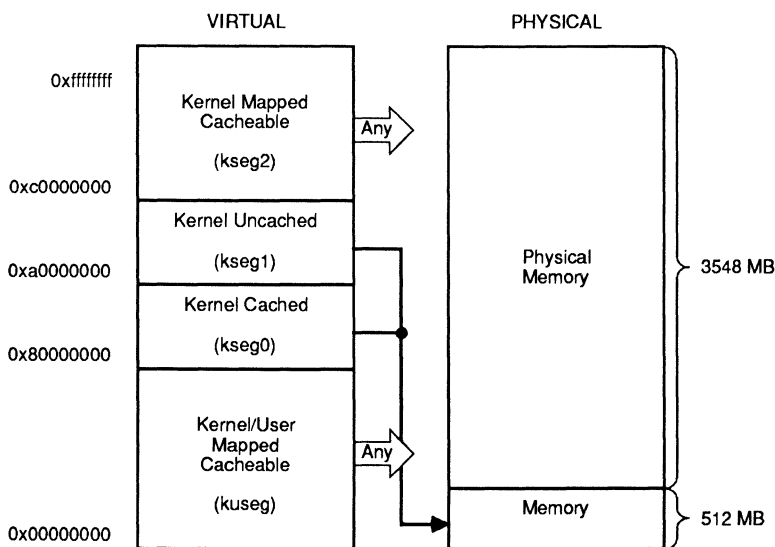 VIRTUAL
PHYSICAL
0xffffffff
Kernel Mapped
Cacheable
(kseg2)
Any
0xc0000000
Kernel Uncached
(kseg1)
0xa0000000
Kernel Cached
(kseg0)
0x80000000
Kernel/User
Mapped
Cacheable
(kuseg)
Any
0x00000000
Physical
Memory
3548 MB
Memory
512 MB